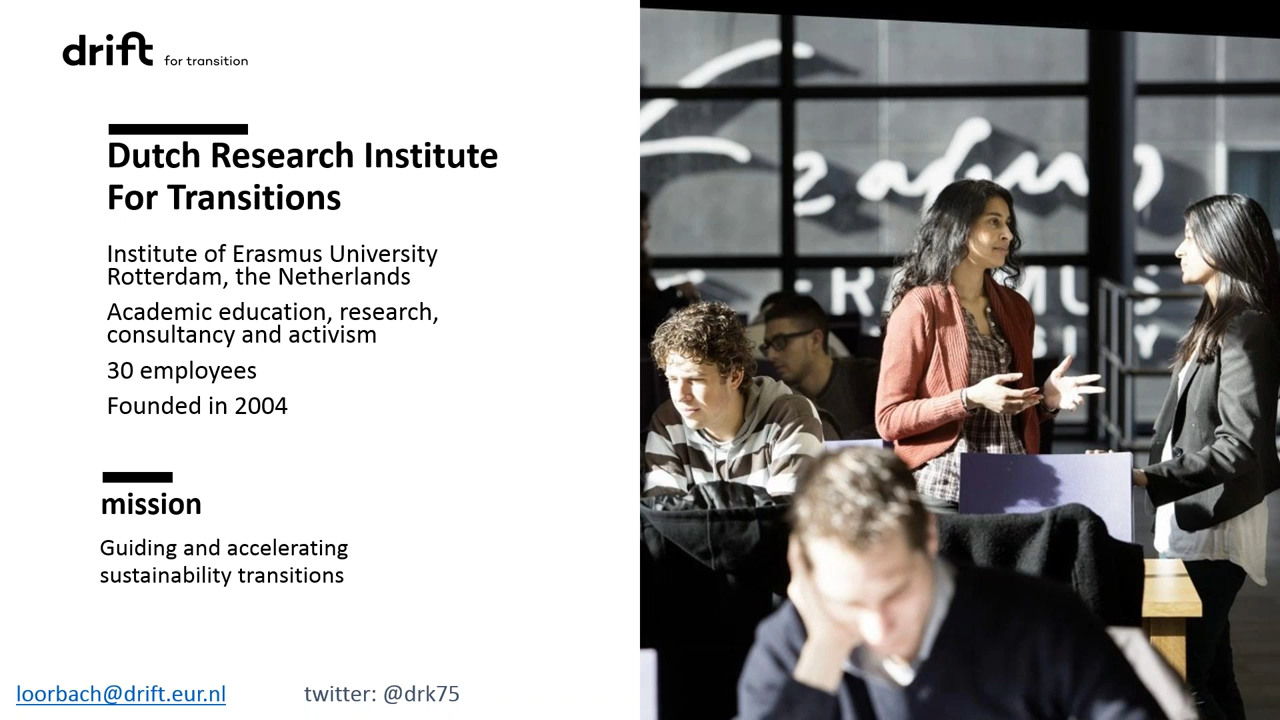 drift for transition
Dutch Research Institute
For Transitions
Institute of Erasmus University
Rotterdam, the Netherlands
Academic education, research,
consultancy and activism
30 employees
Founded in 2004
mission
Guiding and accelerating
sustainability transitions
loorbach@drift.eur.nl
twitter: @drk75
Erasmus